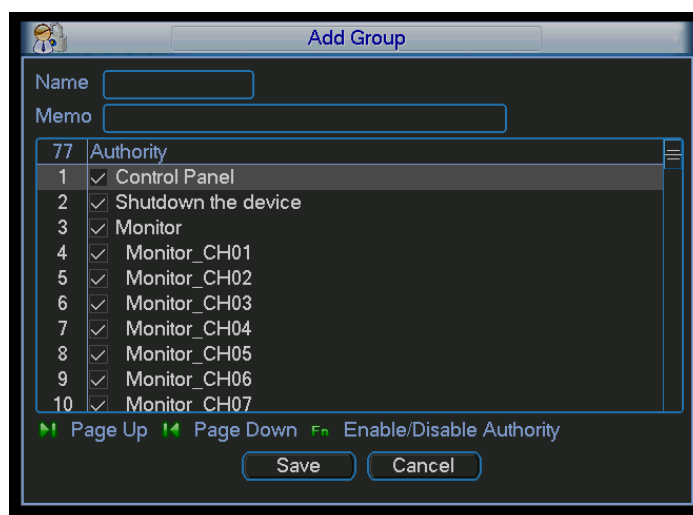 Add Group
Name
Memo
77 Authority
1 Control Panel
2 Shutdown the device
3 Monitor
4 Monitor_CH01
5 Monitor_CH02
6 Monitor_CH03
7 Monitor_CH04
8 Monitor_CH05
9 Monitor_CH06
10 Monitor_CH07
Page Up Page Down Fn Enable/Disable Authority
Save Cancel